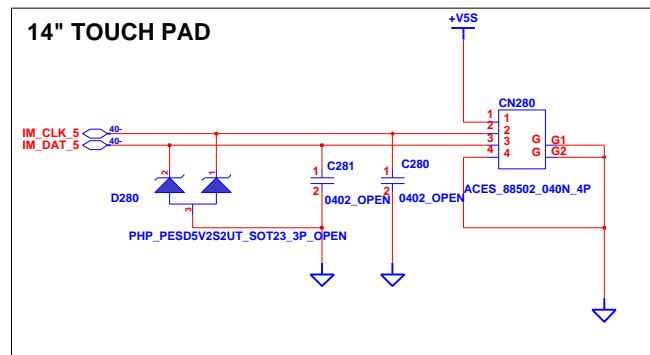 14" TOUCH PAD
+V5S
CN280
1 1
2 2
3 3 G G1
4 4 G G2
IM_CLK_5 40-
IM_DAT_5 40-
2 1
D280
3
1 C281 1 C280
2 2
0402_OPEN 0402_OPEN
ACES_88502_040N_4P
PHP_PESD5V2S2UT_SOT23_3P_OPEN